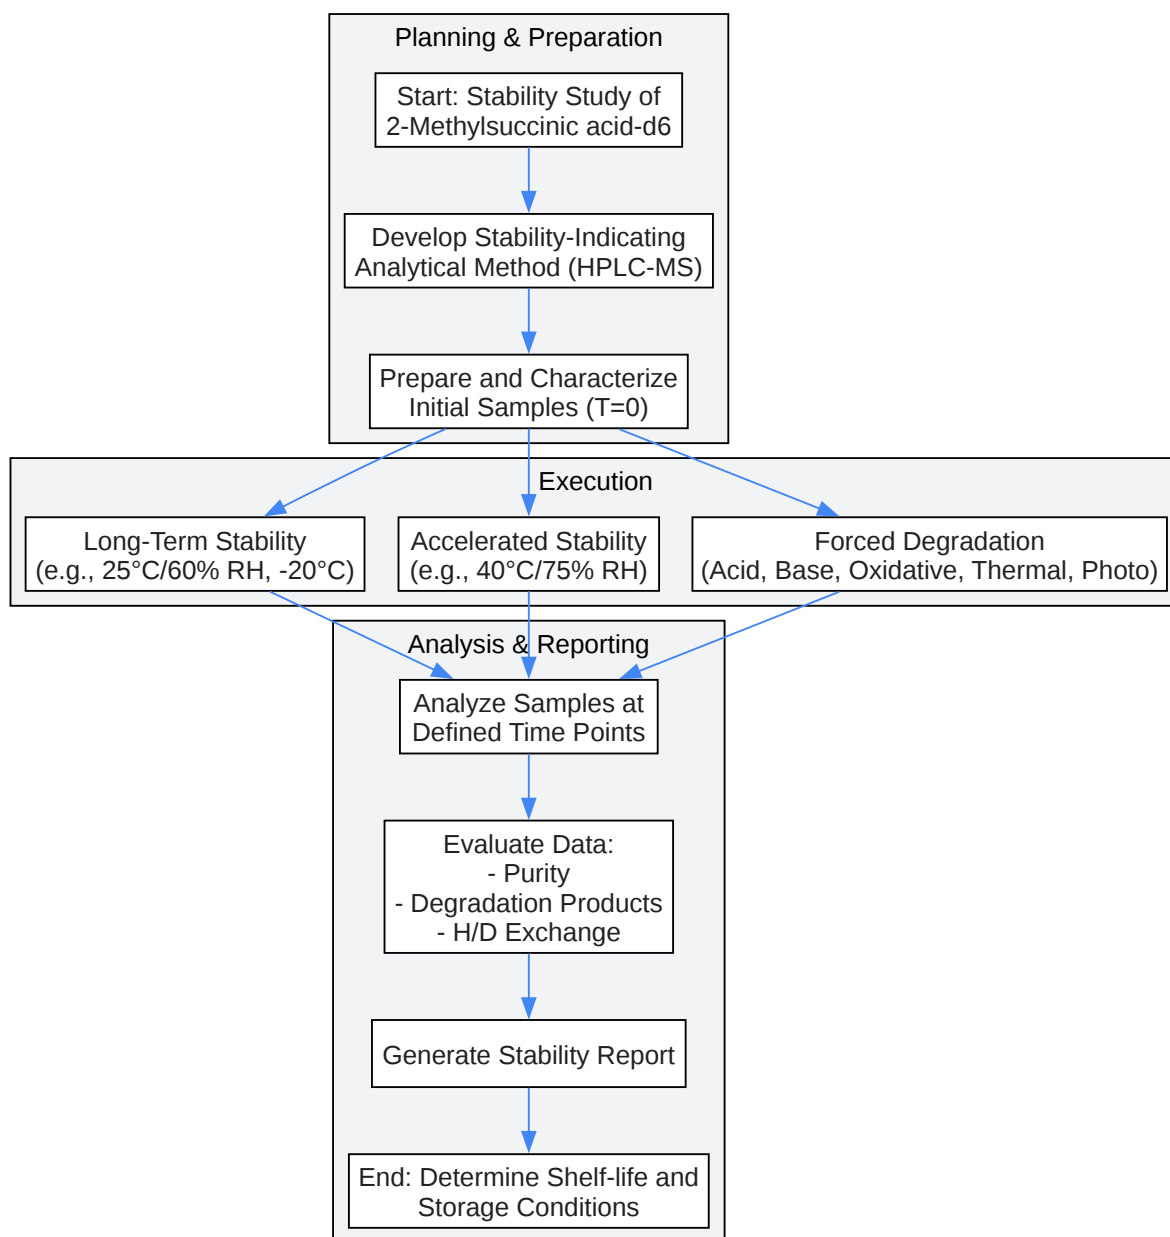 Planning & Preparation
Start: Stability Study of
2-Methylsuccinic acid-d6
Develop Stability-Indicating
Analytical Method (HPLC-MS)
Prepare and Characterize
Initial Samples (T=0)
Execution
Long-Term Stability
(e.g., 25°C/60% RH, -20°C)
Accelerated Stability
(e.g., 40°C/75% RH)
Forced Degradation
(Acid, Base, Oxidative, Thermal, Photo)
Analysis & Reporting
Analyze Samples at
Defined Time Points
Evaluate Data:
- Purity
- Degradation Products
- H/D Exchange
Generate Stability Report
End: Determine Shelf-life and
Storage Conditions